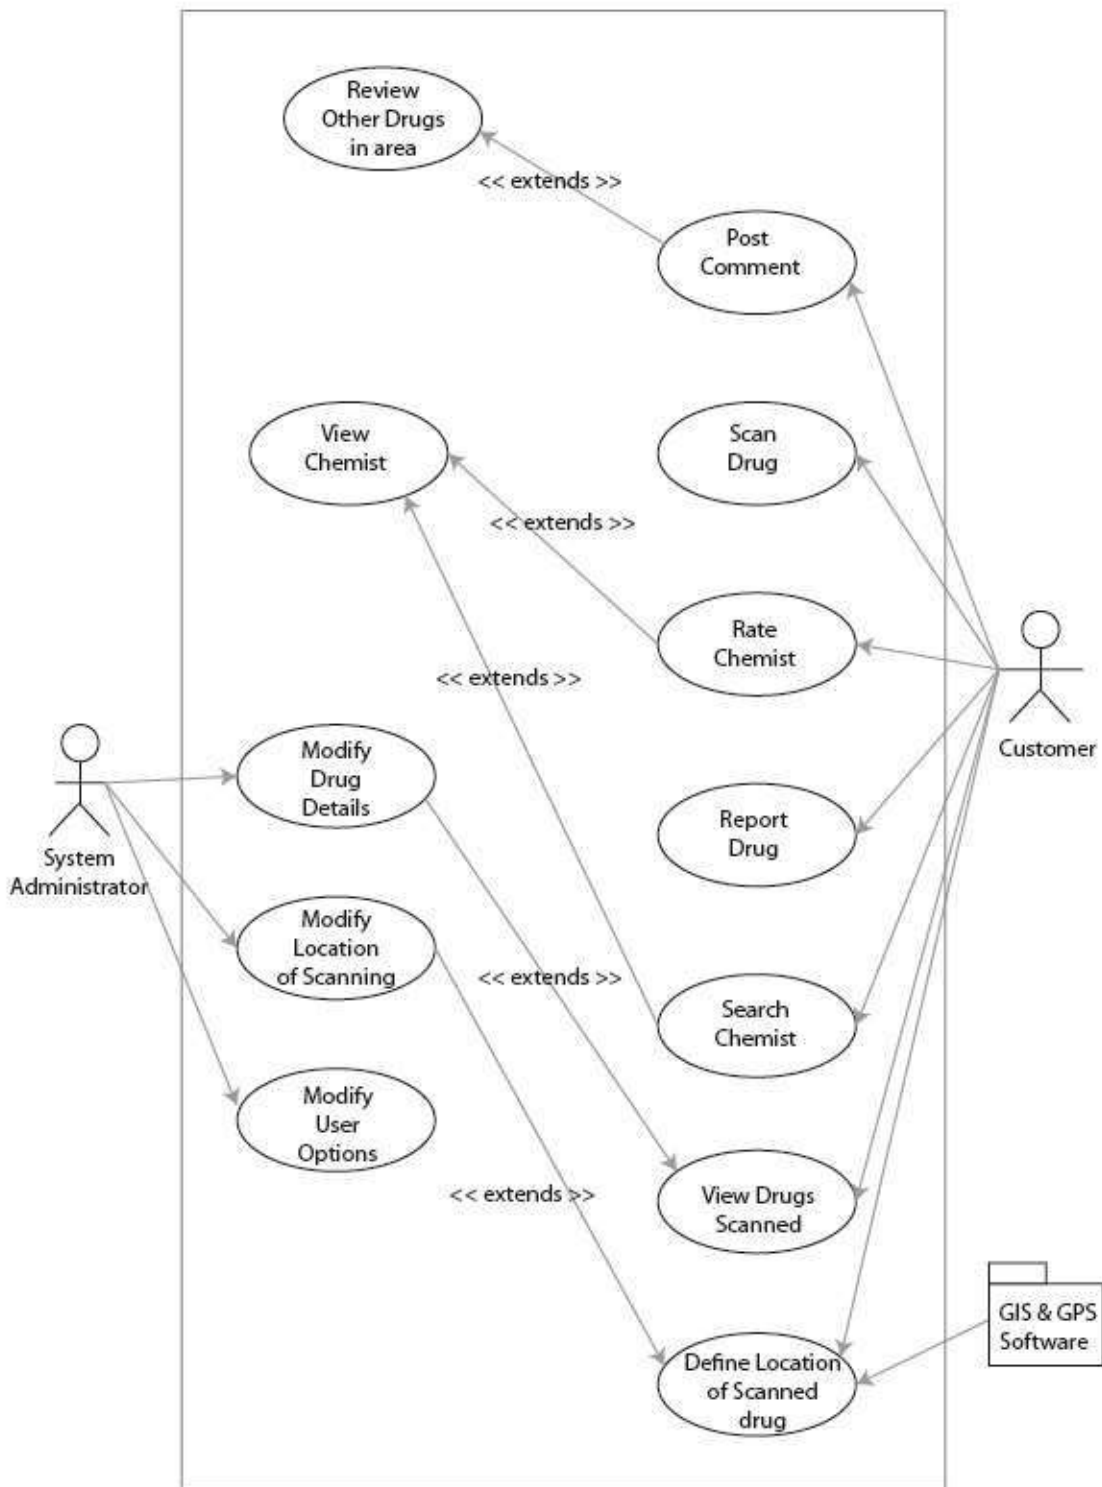 Review
Other Drugs
in area
<< extends >>
Post
Comment
View
Chemist
Scan
Drug
<< extends >>
Rate
Chemist
<< extends >>
Customer
System
Administrator
Modify
Drug
Details
Report
Drug
Modify
Location
of Scanning
<< extends >>
Search
Chemist
Modify
User
Options
<< extends >>
View Drugs
Scanned
GIS & GPS
Software
Define Location
of Scanned
drug